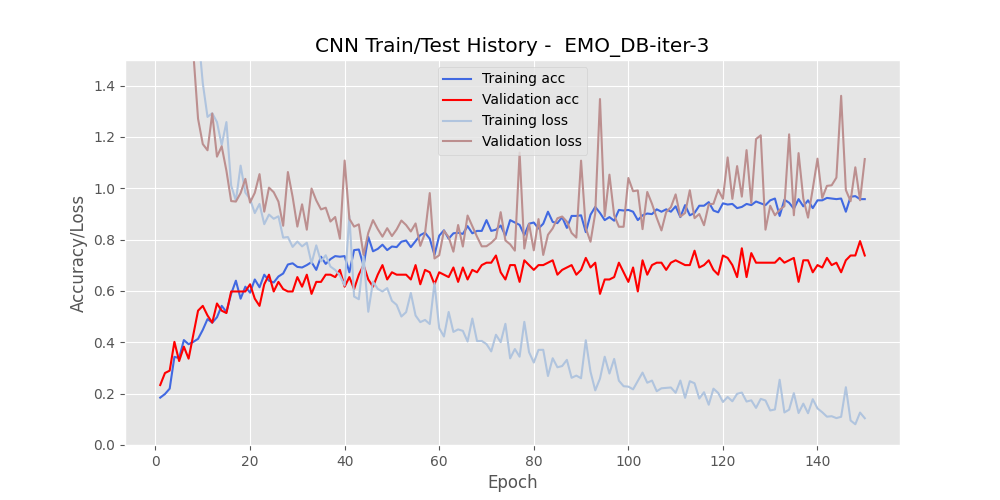 CNN Train/Test History -  EMO_DB-iter-3
Training acc
Validation acc
Training loss
Validation loss
Accuracy/Loss
1.4
1.2
1.0
0.8
0.6
0.4
0.2
0.0
0 20 40 60 80 100 120 140
Epoch